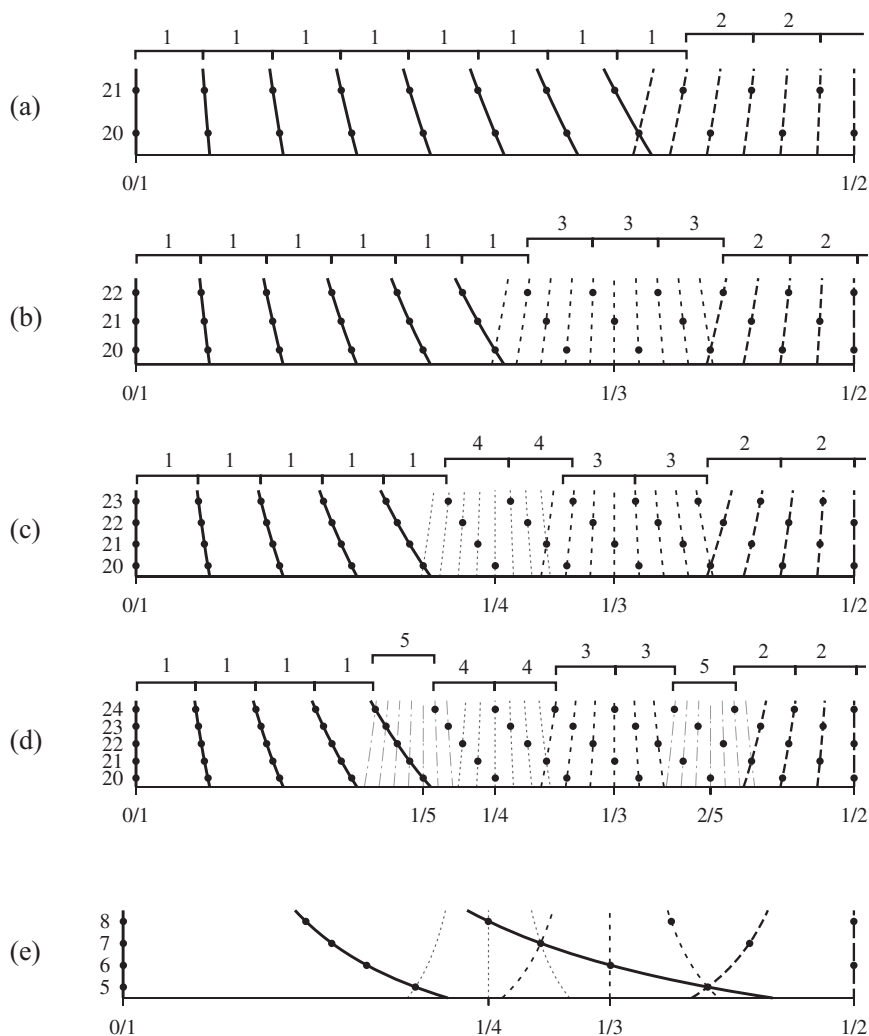 2 2
1 1 1 1 1 1 1 1
(a)
21
20
0/1 1/2
3 3 3
1 1 1 1 1 1 2 2
(b)
22
21
20
0/1 1/3 1/2
4 4 2 2
1 1 1 1 1 3 3
(c)
23
22
21
20
0/1 1/4 1/3 1/2
5
1 1 1 1 4 4 3 3 5 2 2
(d)
24
23
22
21
20
0/1 1/5 1/4 1/3 2/5 1/2
(e)
8
7
6
5
0/1 1/4 1/3 1/2